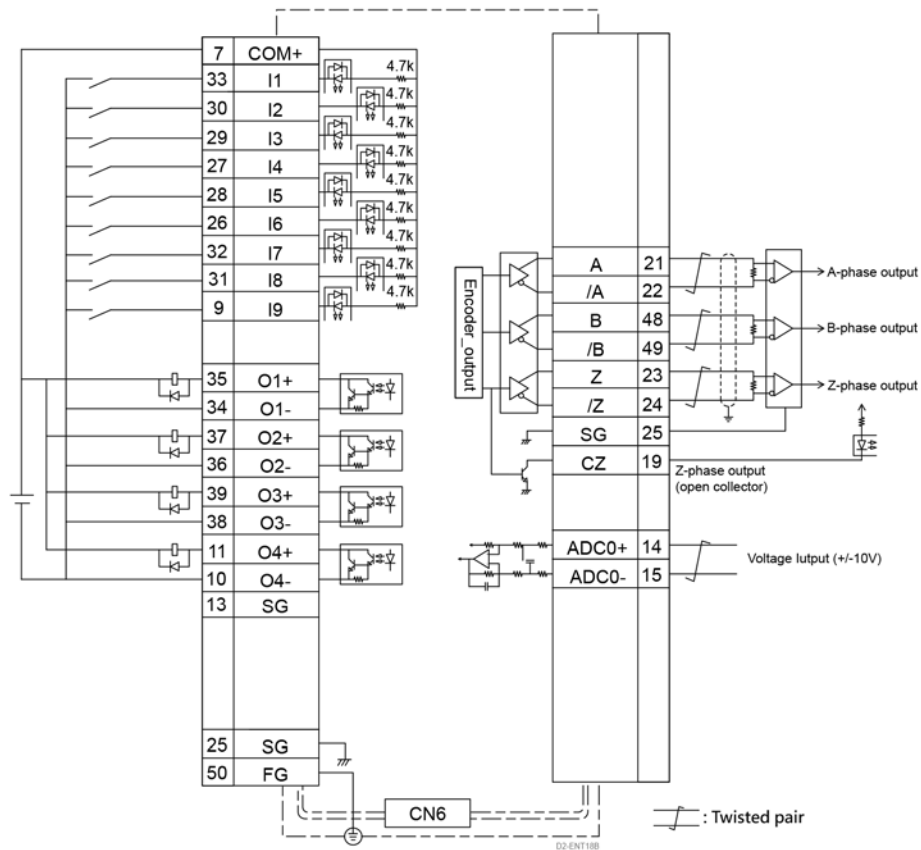 7 COM+
33 I1 4.7k
30 I2 4.7k
29 I3 4.7k
27 I4 4.7k
28 I5 4.7k
26 I6 4.7k
32 I7 4.7k
31 I8 4.7k
9 I9 4.7k
35 O1+
34 O1-
37 O2+
36 O2-
39 O3+
38 O3-
11 O4+
10 O4-
13 SG
25 SG
50 FG
Encoder_output
A 21
/A 22
B 48
/B 49
Z 23
/Z 24
SG 25
CZ 19
ADC0+ 14
ADC0- 15
A-phase output
B-phase output
Z-phase output
Z-phase output
(open collector)
Voltage Iutput (+/-10V)
CN6
: Twisted pair
D2-ENT18B